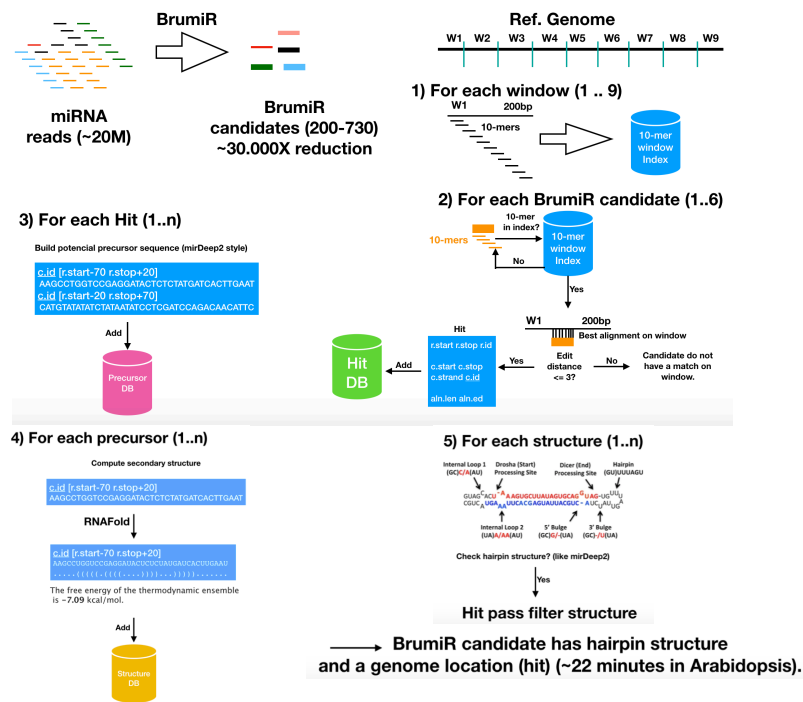 BrumiR
miRNA
reads (~20M)
BrumiR
candidates (200-730)
~30.000X reduction
Ref. Genome
W1 W2 W3 W4 W5 W6 W7 W8 W9
1) For each window (1 .. 9)
W1 200bp
10-mers
10-mer
window
Index
2) For each BrumiR candidate (1..6)
10-mers
10-mer
in index?
No
10-mer
window
Index
Yes
W1 200bp
Best alignment on window
Edit
distance
<= 3?
No
Candidate do not
have a match on
window.
Yes
Hit
r.start r.stop r.id
c.start c.stop
c.strand c.id
aln.len aln.ed
Add
Hit
DB
3) For each Hit (1..n)
Build potencial precursor sequence (mirDeep2 style)
c.id [r.start-70 r.stop+20]
AAGCCTGGTCCGAGGATACTCTCTATGATCACTTGAAT
c.id [r.start-20 r.stop+70]
CATGTATATATCTATAATATCCTCGATCCAGACAACATTC
Add
Precursor
DB
4) For each precursor (1..n)
Compute secondary structure
c.id [r.start-70 r.stop+20]
AAGCCTGGTCCGAGGATACTCTCTATGATCACTTGAAT
RNAFold
c.id [r.start-70 r.stop+20]
AAGCCUGGUCCGAGGAUACUCUCUAUGAUCACUUGAAU
The free energy of the thermodynamic ensemble
is −7.09 kcal/mol.
Add
Structure
DB
5) For each structure (1..n)
Internal Loop 1
(GC)C/A(AU)
Drosha (Start)
Processing Site
Dicer (End)
Processing Site
Hairpin
(GU)UUUAGU
Internal Loop 2
(UA)A/AA(AU)
5' Bulge
(GC)G/-(UA)
3' Bulge
(GC)-/U(UA)
Check hairpin structure? (like mirDeep2)
Yes
Hit pass filter structure
BrumiR candidate has hairpin structure
and a genome location (hit) (~22 minutes in Arabidopsis).